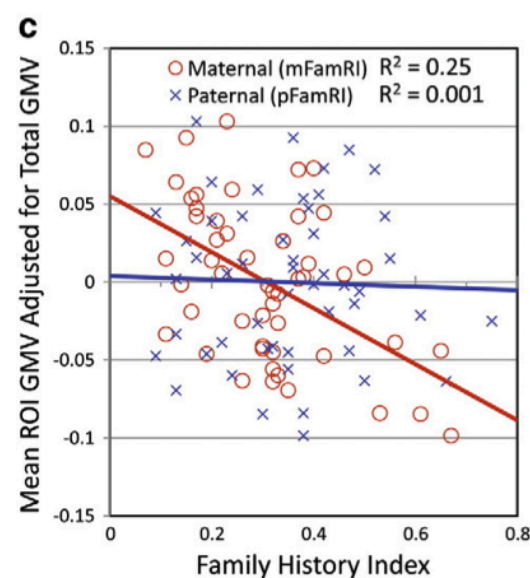 c
Maternal (mFamRI) R² = 0.25
Paternal (pFamRI) R² = 0.001
0.15
0.1
0.05
0
-0.05
-0.1
-0.15
0 0.2 0.4 0.6 0.8
Mean ROI GMV Adjusted for Total GMV
Family History Index